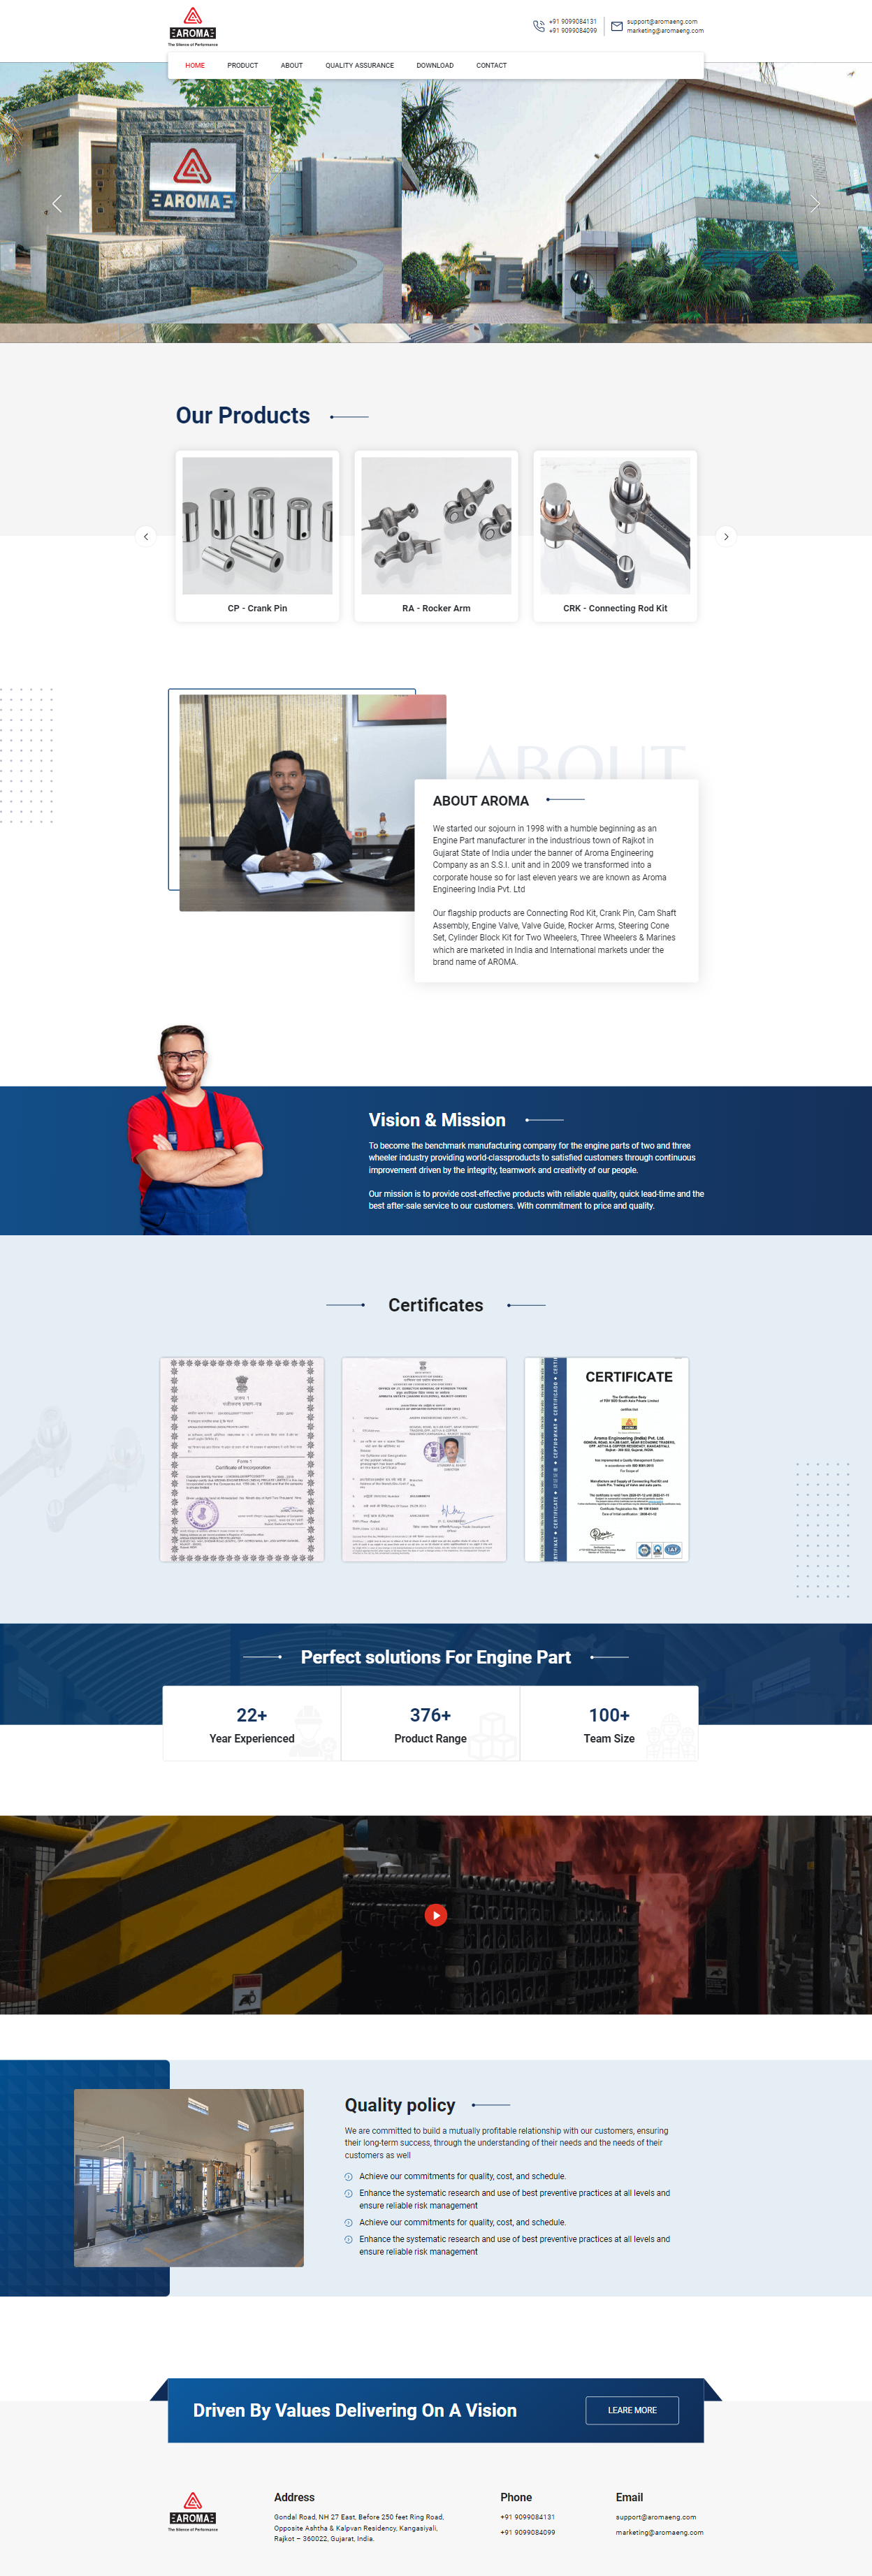 AROMA
The Silence of Performance
+91 9099084131
+91 9099084099
support@aromaeng.com
marketing@aromaeng.com
HOME PRODUCT ABOUT QUALITY ASSURANCE DOWNLOAD CONTACT
AROMA
Our Products
CP - Crank Pin
RA - Rocker Arm
CRK - Connecting Rod Kit
ABOUT
ABOUT AROMA
We started our sojourn in 1998 with a humble beginning as an
Engine Part manufacturer in the industrious town of Rajkot in
Gujarat State of India under the banner of Aroma Engineering
Company as an S.S.I. unit and in 2009 we transformed into a
corporate house so for last eleven years we are known as Aroma
Engineering India Pvt. Ltd
Our flagship products are Connecting Rod Kit, Crank Pin, Cam Shaft
Assembly, Engine Valve, Valve Guide, Rocker Arms, Steering Cone
Set, Cylinder Block Kit for Two Wheelers, Three Wheelers & Marines
which are marketed in India and International markets under the
brand name of AROMA.
Vision & Mission
To become the benchmark manufacturing company for the engine parts of two and three
wheeler industry providing world-classproducts to satisfied customers through continuous
improvement driven by the integrity, teamwork and creativity of our people.
Our mission is to provide cost-effective products with reliable quality, quick lead-time and the
best after-sale service to our customers. With commitment to price and quality.
Certificates
Form 1
Certificate of Incorporation
CERTIFICATE
Aroma Engineering (India) Pvt. Ltd.
Perfect solutions For Engine Part
22+
Year Experienced
376+
Product Range
100+
Team Size
Quality policy
We are committed to build a mutually profitable relationship with our customers, ensuring
their long-term success, through the understanding of their needs and the needs of their
customers as well
Achieve our commitments for quality, cost, and schedule.
Enhance the systematic research and use of best preventive practices at all levels and
ensure reliable risk management
Achieve our commitments for quality, cost, and schedule.
Enhance the systematic research and use of best preventive practices at all levels and
ensure reliable risk management
Driven By Values Delivering On A Vision
LEARE MORE
AROMA
The Silence of Performance
Address
Gondal Road, NH 27 East, Before 250 feet Ring Road,
Opposite Ashtha & Kalpvan Residency, Kangasiyali,
Rajkot – 360022, Gujarat, India.
Phone
+91 9099084131
+91 9099084099
Email
support@aromaeng.com
marketing@aromaeng.com